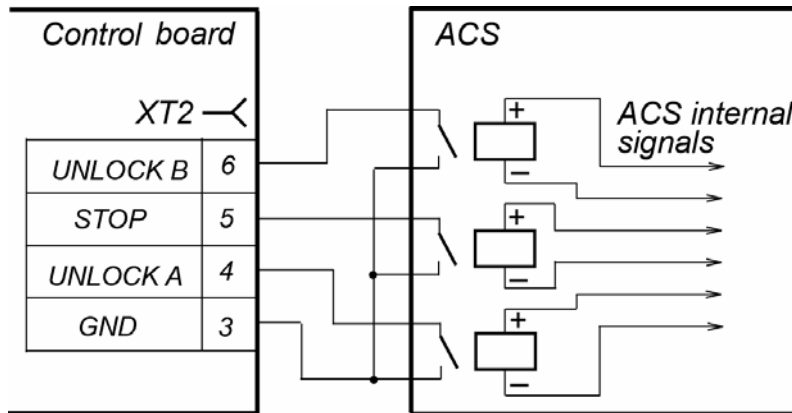 Control board
ACS
XT2
UNLOCK B 6
STOP 5
UNLOCK A 4
GND 3
+
−
+
−
+
−
ACS internal
signals